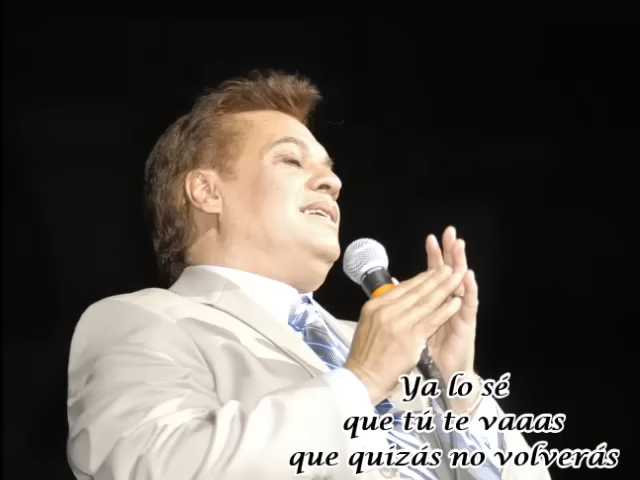 Ya lo sé
que tú te vaaas
que quizás no volverás